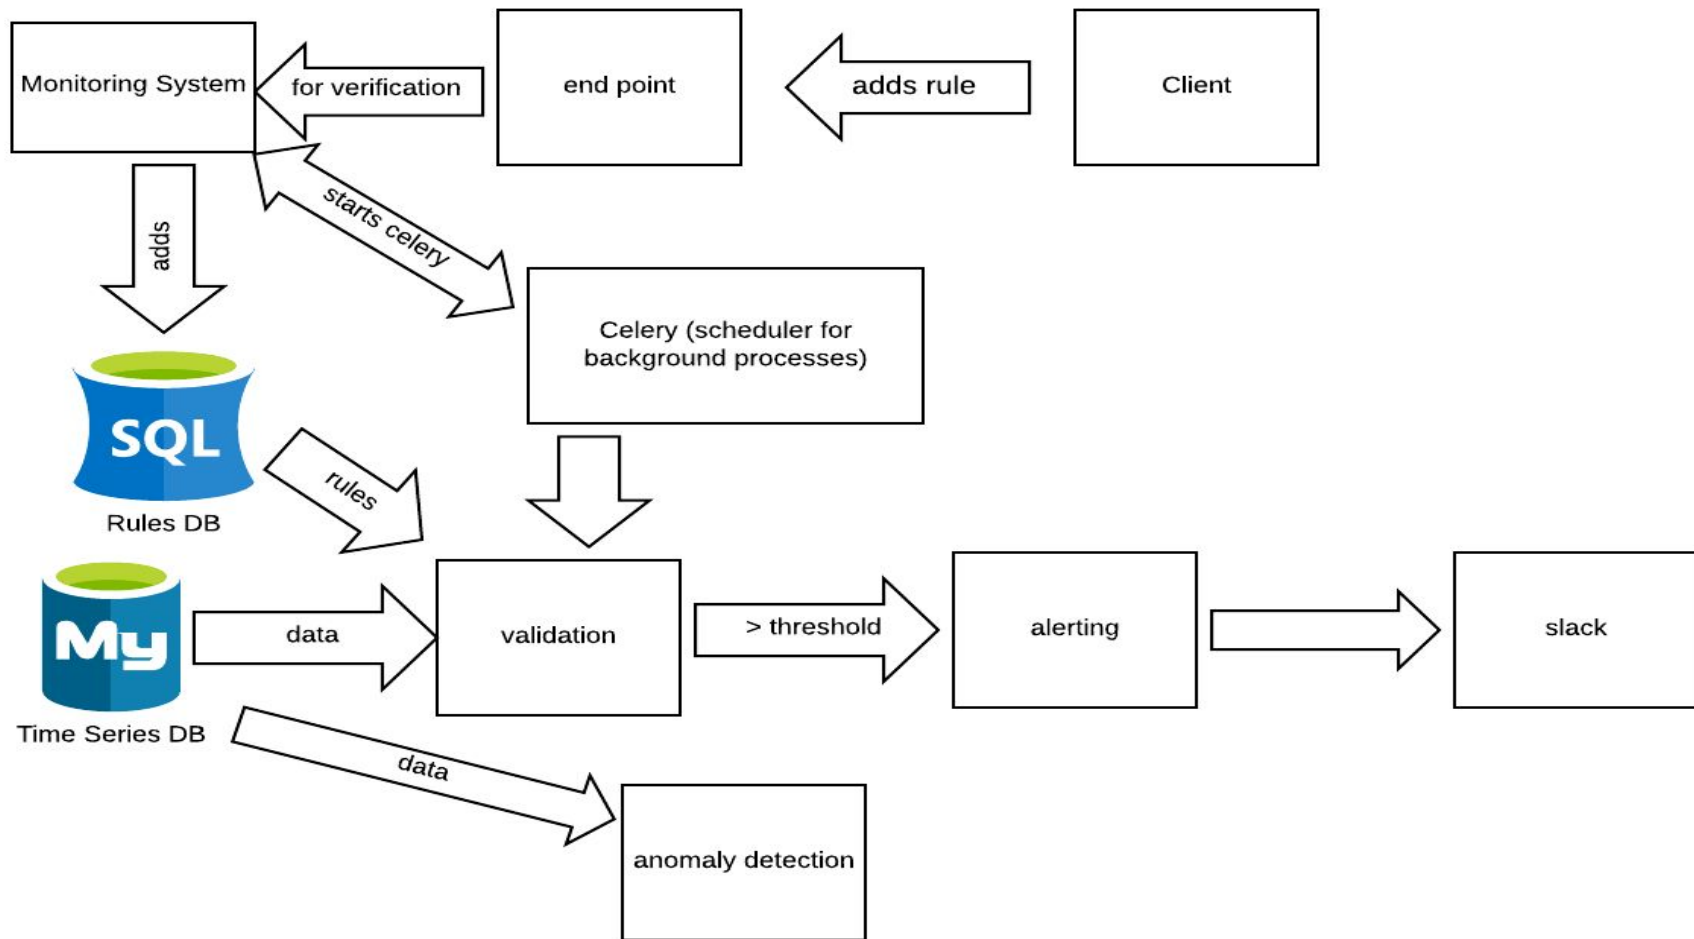 Monitoring System
for verification
end point
adds rule
Client
adds
starts celery
Celery (scheduler for
background processes)
SQL
Rules DB
rules
My
Time Series DB
data
validation
> threshold
alerting
slack
data
anomaly detection